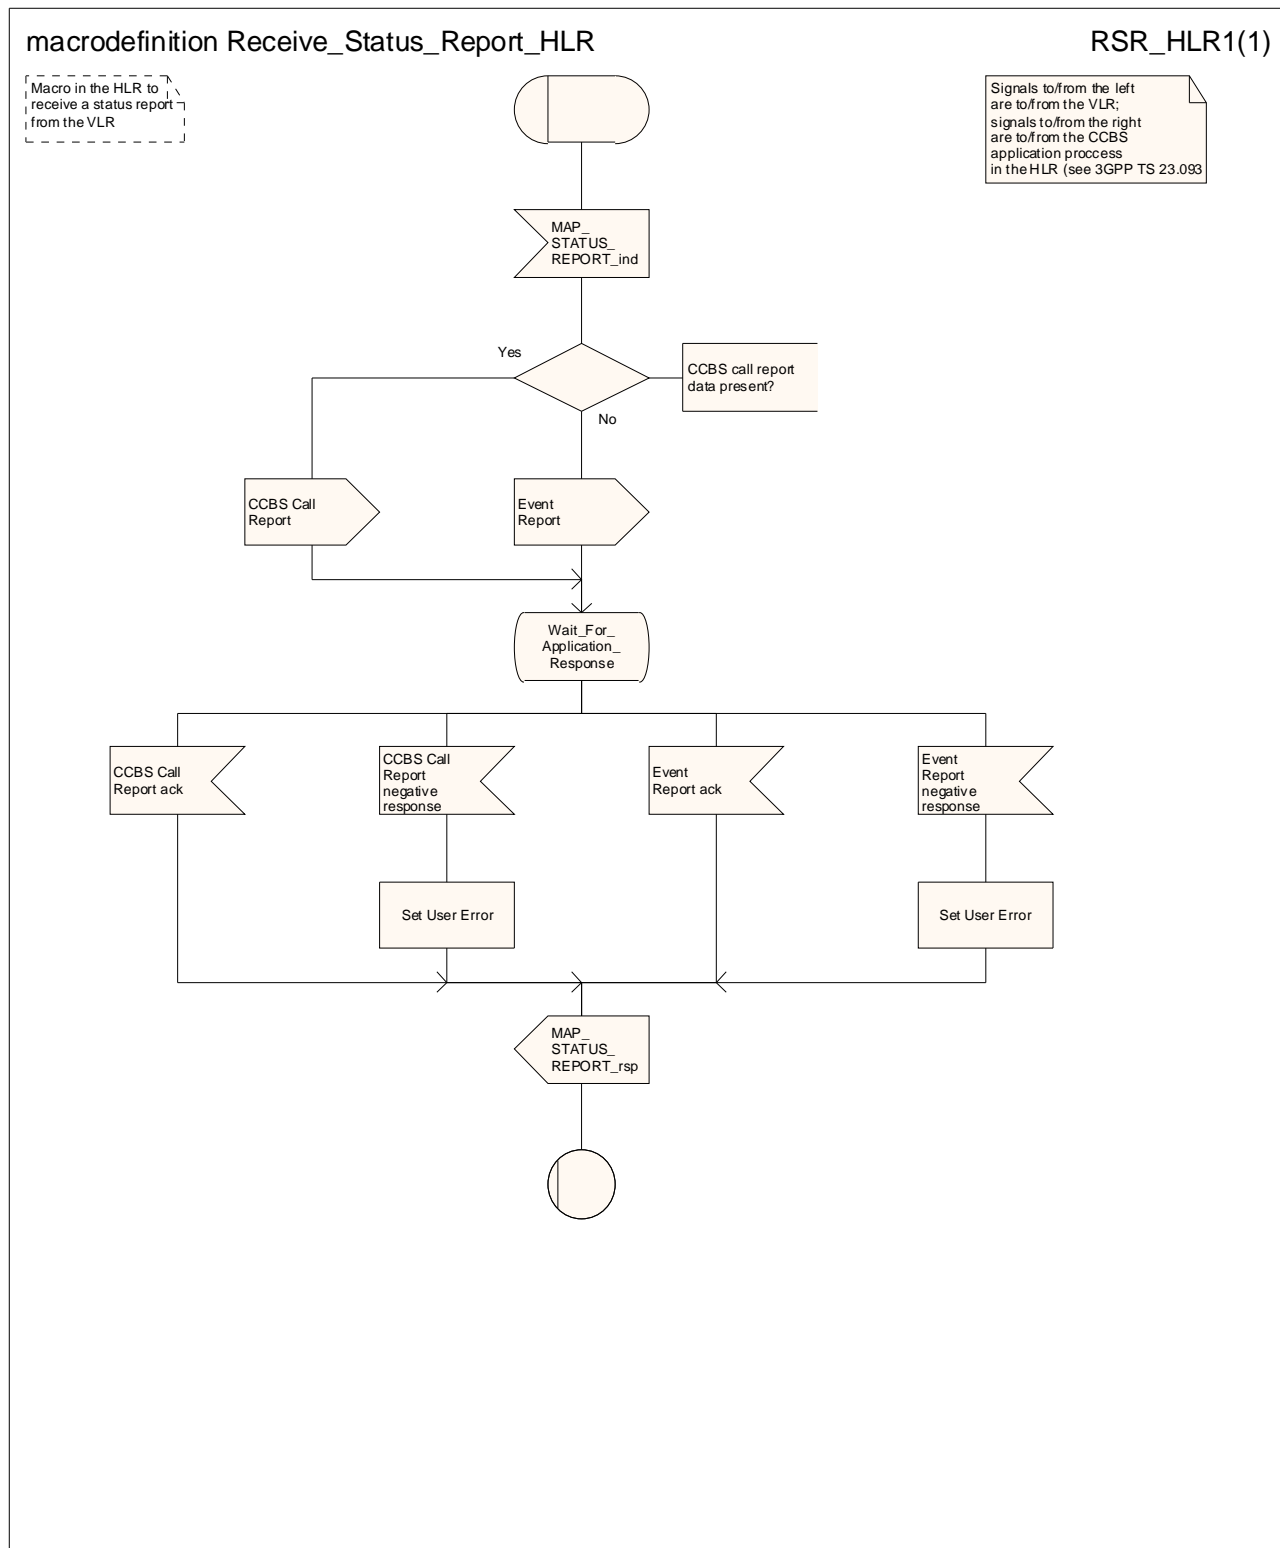 macrodefinition Receive_Status_Report_HLR
RSR_HLR1(1)
Macro in the HLR to
receive a status report
from the VLR
Signals to/from the left
are to/from the VLR;
signals to/from the right
are to/from the CCBS
application proccess
in the HLR (see 3GPP TS 23.093
MAP_
STATUS_
REPORT_ind
Yes
CCBS call report
data present?
No
CCBS Call
Report
Event
Report
Wait_For_
Application_
Response
CCBS Call
Report ack
CCBS Call
Report
negative
response
Event
Report ack
Event
Report
negative
response
Set User Error
Set User Error
MAP_
STATUS_
REPORT_rsp